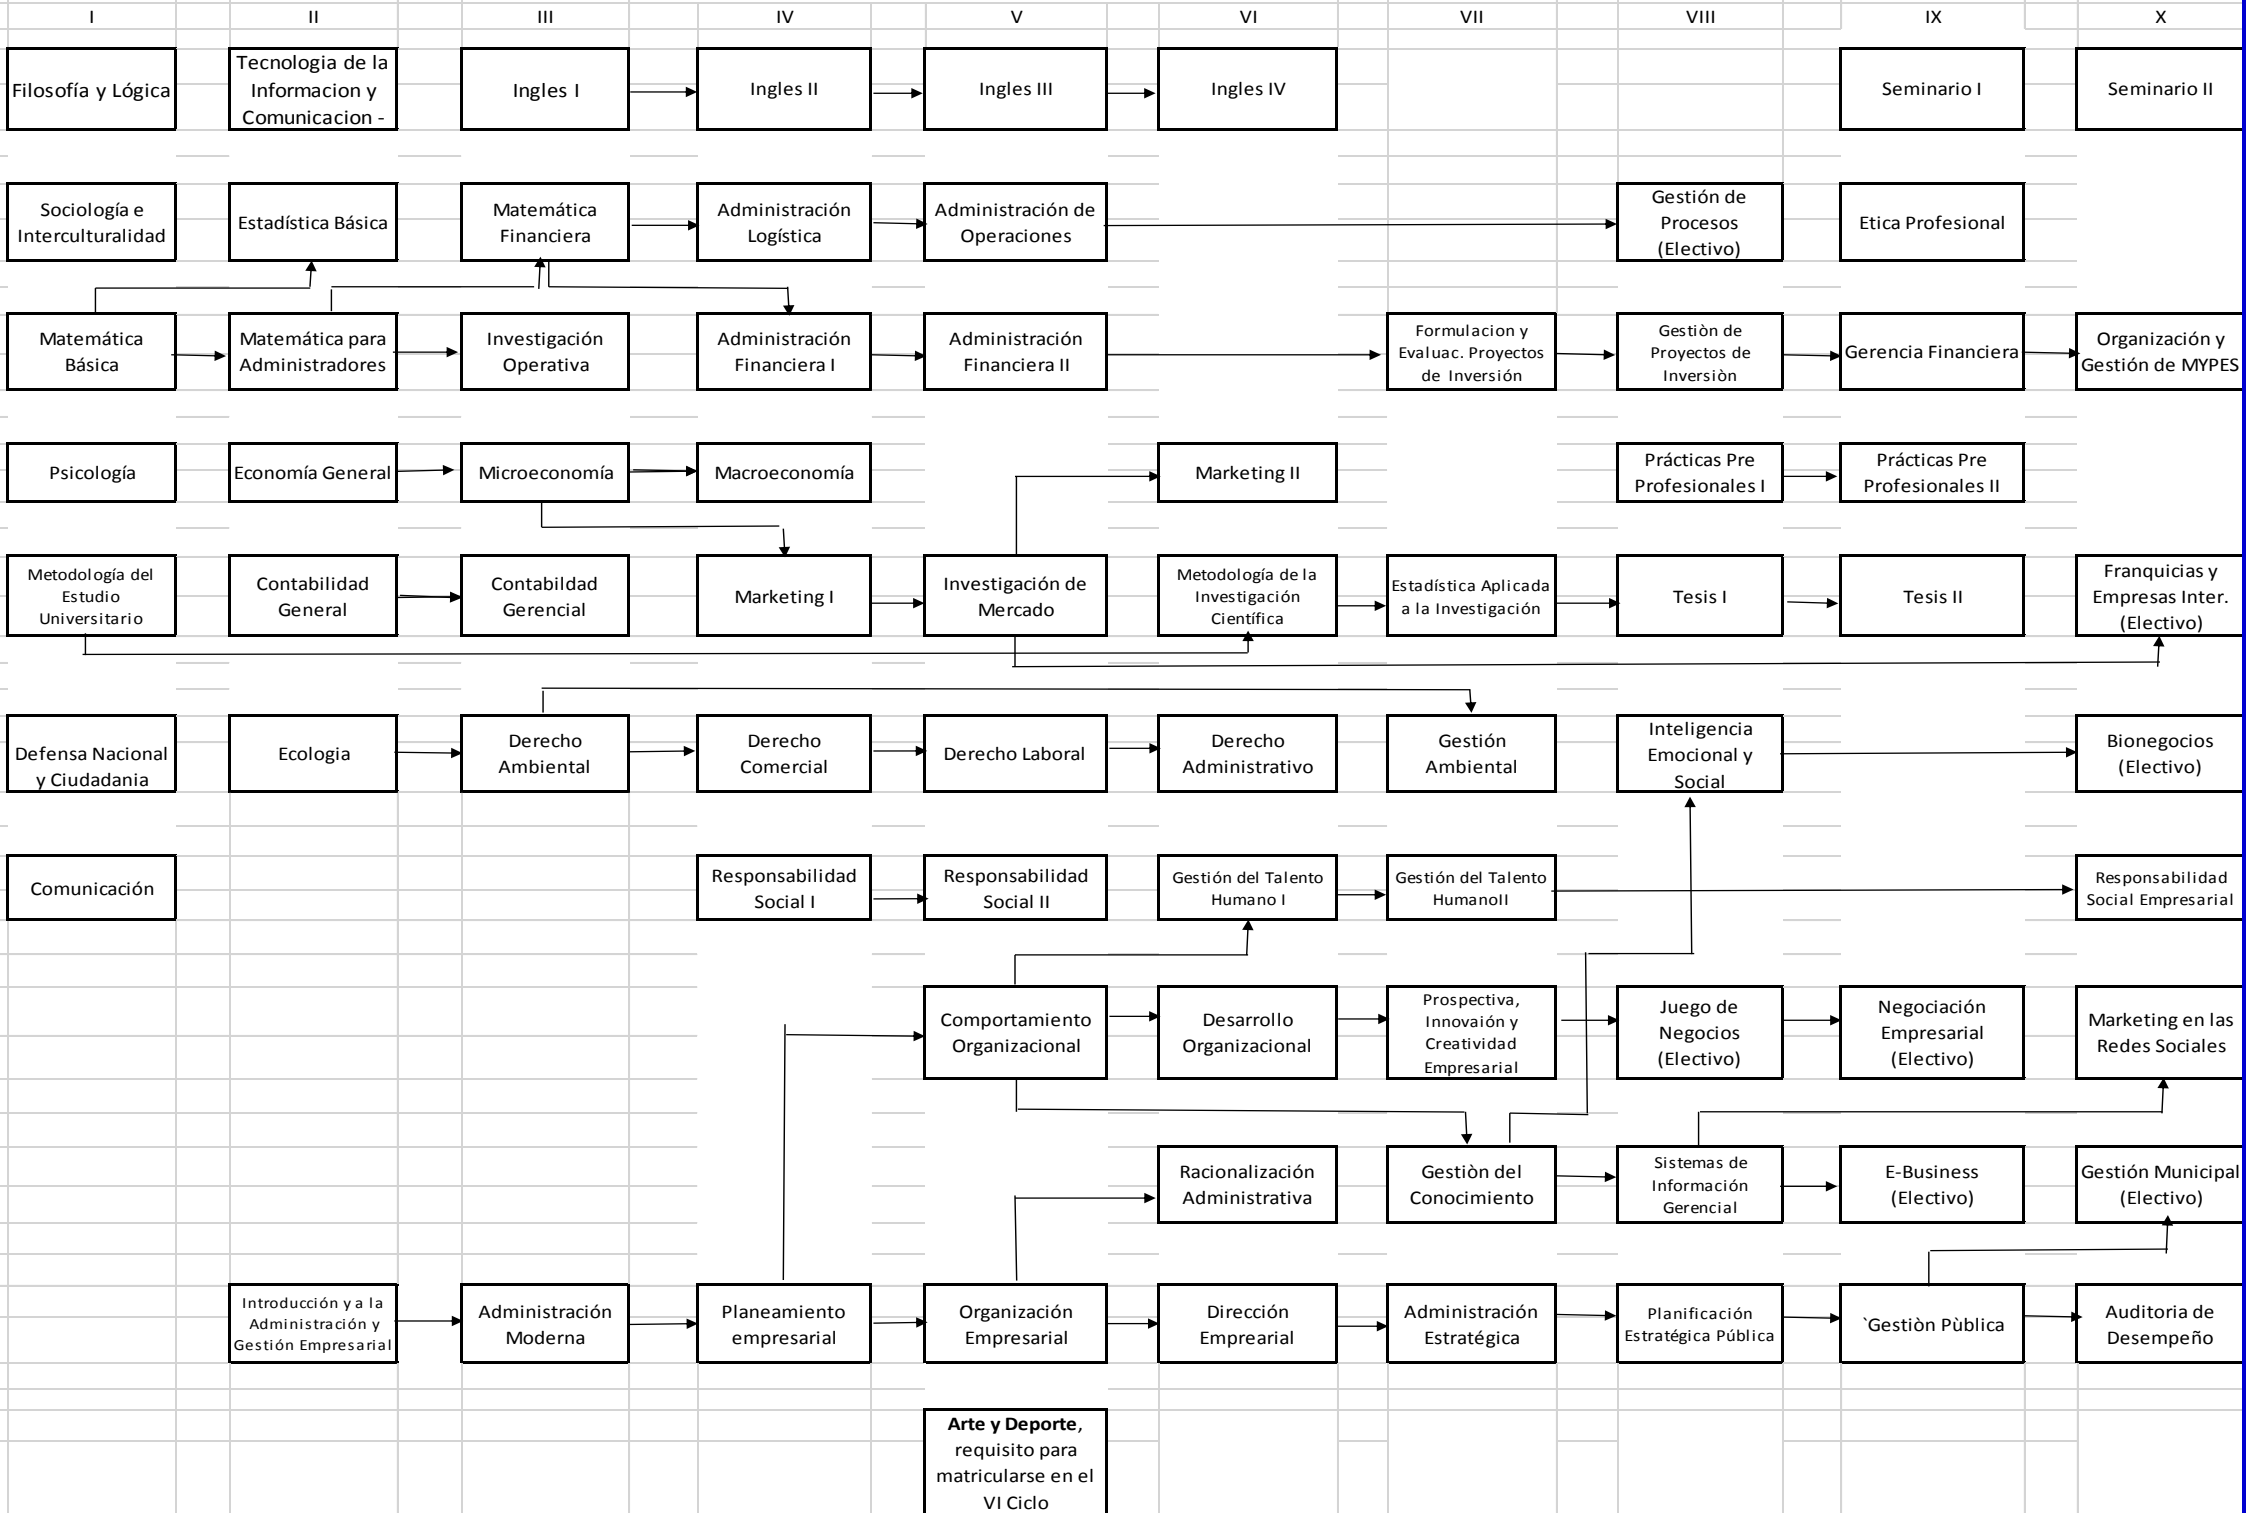 I
II
III
IV
V
VI
VII
VIII
IX
X
Filosofía y Lógica
Tecnologia de la
Informacion y
Comunicacion -
Ingles I
Ingles II
Ingles III
Ingles IV
Seminario I
Seminario II
Sociología e
Interculturalidad
Estadística Básica
Matemática
Financiera
Administración
Logística
Administración de
Operaciones
Gestión de
Procesos
(Electivo)
Etica Profesional
Matemática
Básica
Matemática para
Administradores
Investigación
Operativa
Administración
Financiera I
Administración
Financiera II
Formulacion y
Evaluac. Proyectos
de Inversión
Gestiòn de
Proyectos de
Inversiòn
Gerencia Financiera
Organización y
Gestión de MYPES
Psicología
Economía General
Microeconomía
Macroeconomía
Marketing II
Prácticas Pre
Profesionales I
Prácticas Pre
Profesionales II
Metodología del
Estudio
Universitario
Contabilidad
General
Contabildad
Gerencial
Marketing I
Investigación de
Mercado
Metodología de la
Investigación
Científica
Estadística Aplicada
a la Investigación
Tesis I
Tesis II
Franquicias y
Empresas Inter.
(Electivo)
Defensa Nacional
y Ciudadania
Ecologia
Derecho
Ambiental
Derecho
Comercial
Derecho Laboral
Derecho
Administrativo
Gestión
Ambiental
Inteligencia
Emocional y
Social
Bionegocios
(Electivo)
Comunicación
Responsabilidad
Social I
Responsabilidad
Social II
Gestión del Talento
Humano I
Gestión del Talento
HumanoII
Responsabilidad
Social Empresarial
Comportamiento
Organizacional
Desarrollo
Organizacional
Prospectiva,
Innovaión y
Creatividad
Empresarial
Juego de
Negocios
(Electivo)
Negociación
Empresarial
(Electivo)
Marketing en las
Redes Sociales
Racionalización
Administrativa
Gestiòn del
Conocimiento
Sistemas de
Información
Gerencial
E-Business
(Electivo)
Gestión Municipal
(Electivo)
Introducción y a la
Administración y
Gestión Empresarial
Administración
Moderna
Planeamiento
empresarial
Organización
Empresarial
Dirección
Emprearial
Administración
Estratégica
Planificación
Estratégica Pública
`Gestiòn Pùblica
Auditoria de
Desempeño
Arte y Deporte,
requisito para
matricularse en el
VI Ciclo